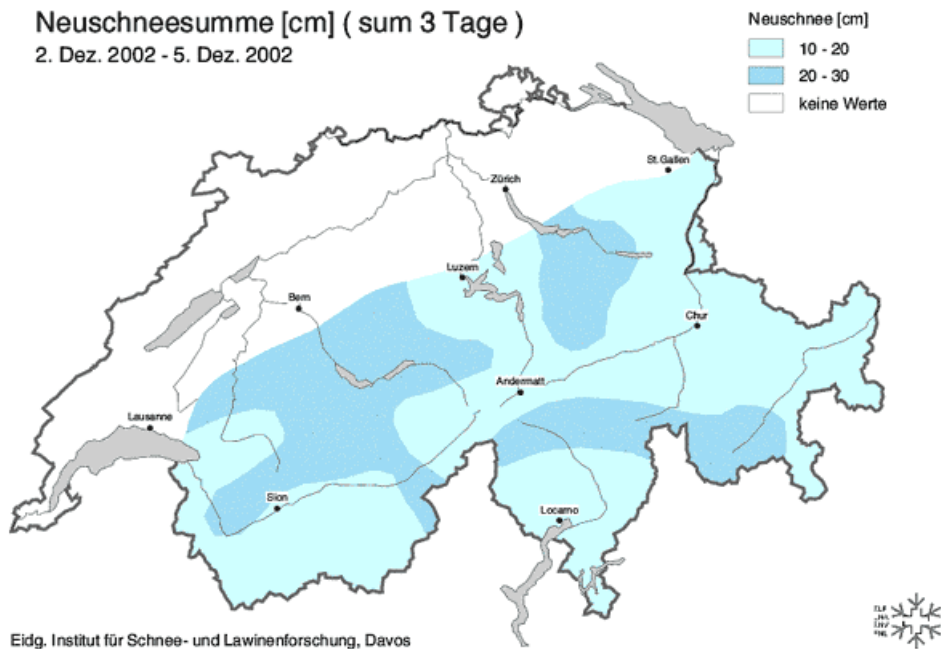 Neuschneesumme [cm] ( sum 3 Tage )
2. Dez. 2002 - 5. Dez. 2002
Neuschnee [cm]
10 - 20
20 - 30
keine Werte
St. Gallen
Zürich
Luzern
Bern
Chur
Andermatt
Lausanne
Sion
Locarno
Eidg. Institut für Schnee- und Lawinenforschung, Davos